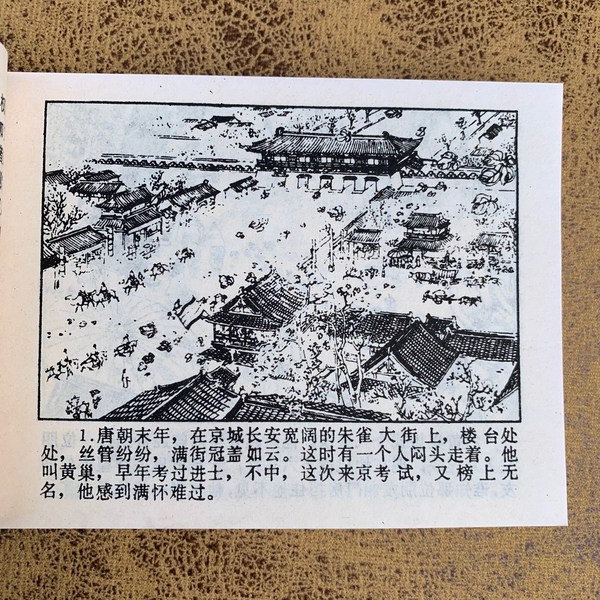 1.唐朝末年，在京城长安宽阔的朱雀大街上，楼台处
处，丝管纷纷，满街冠盖如云。这时有一个人闷头走着。他
叫黄巢，早年考过进士，不中，这次来京考试，又榜上无
名，他感到满怀难过。